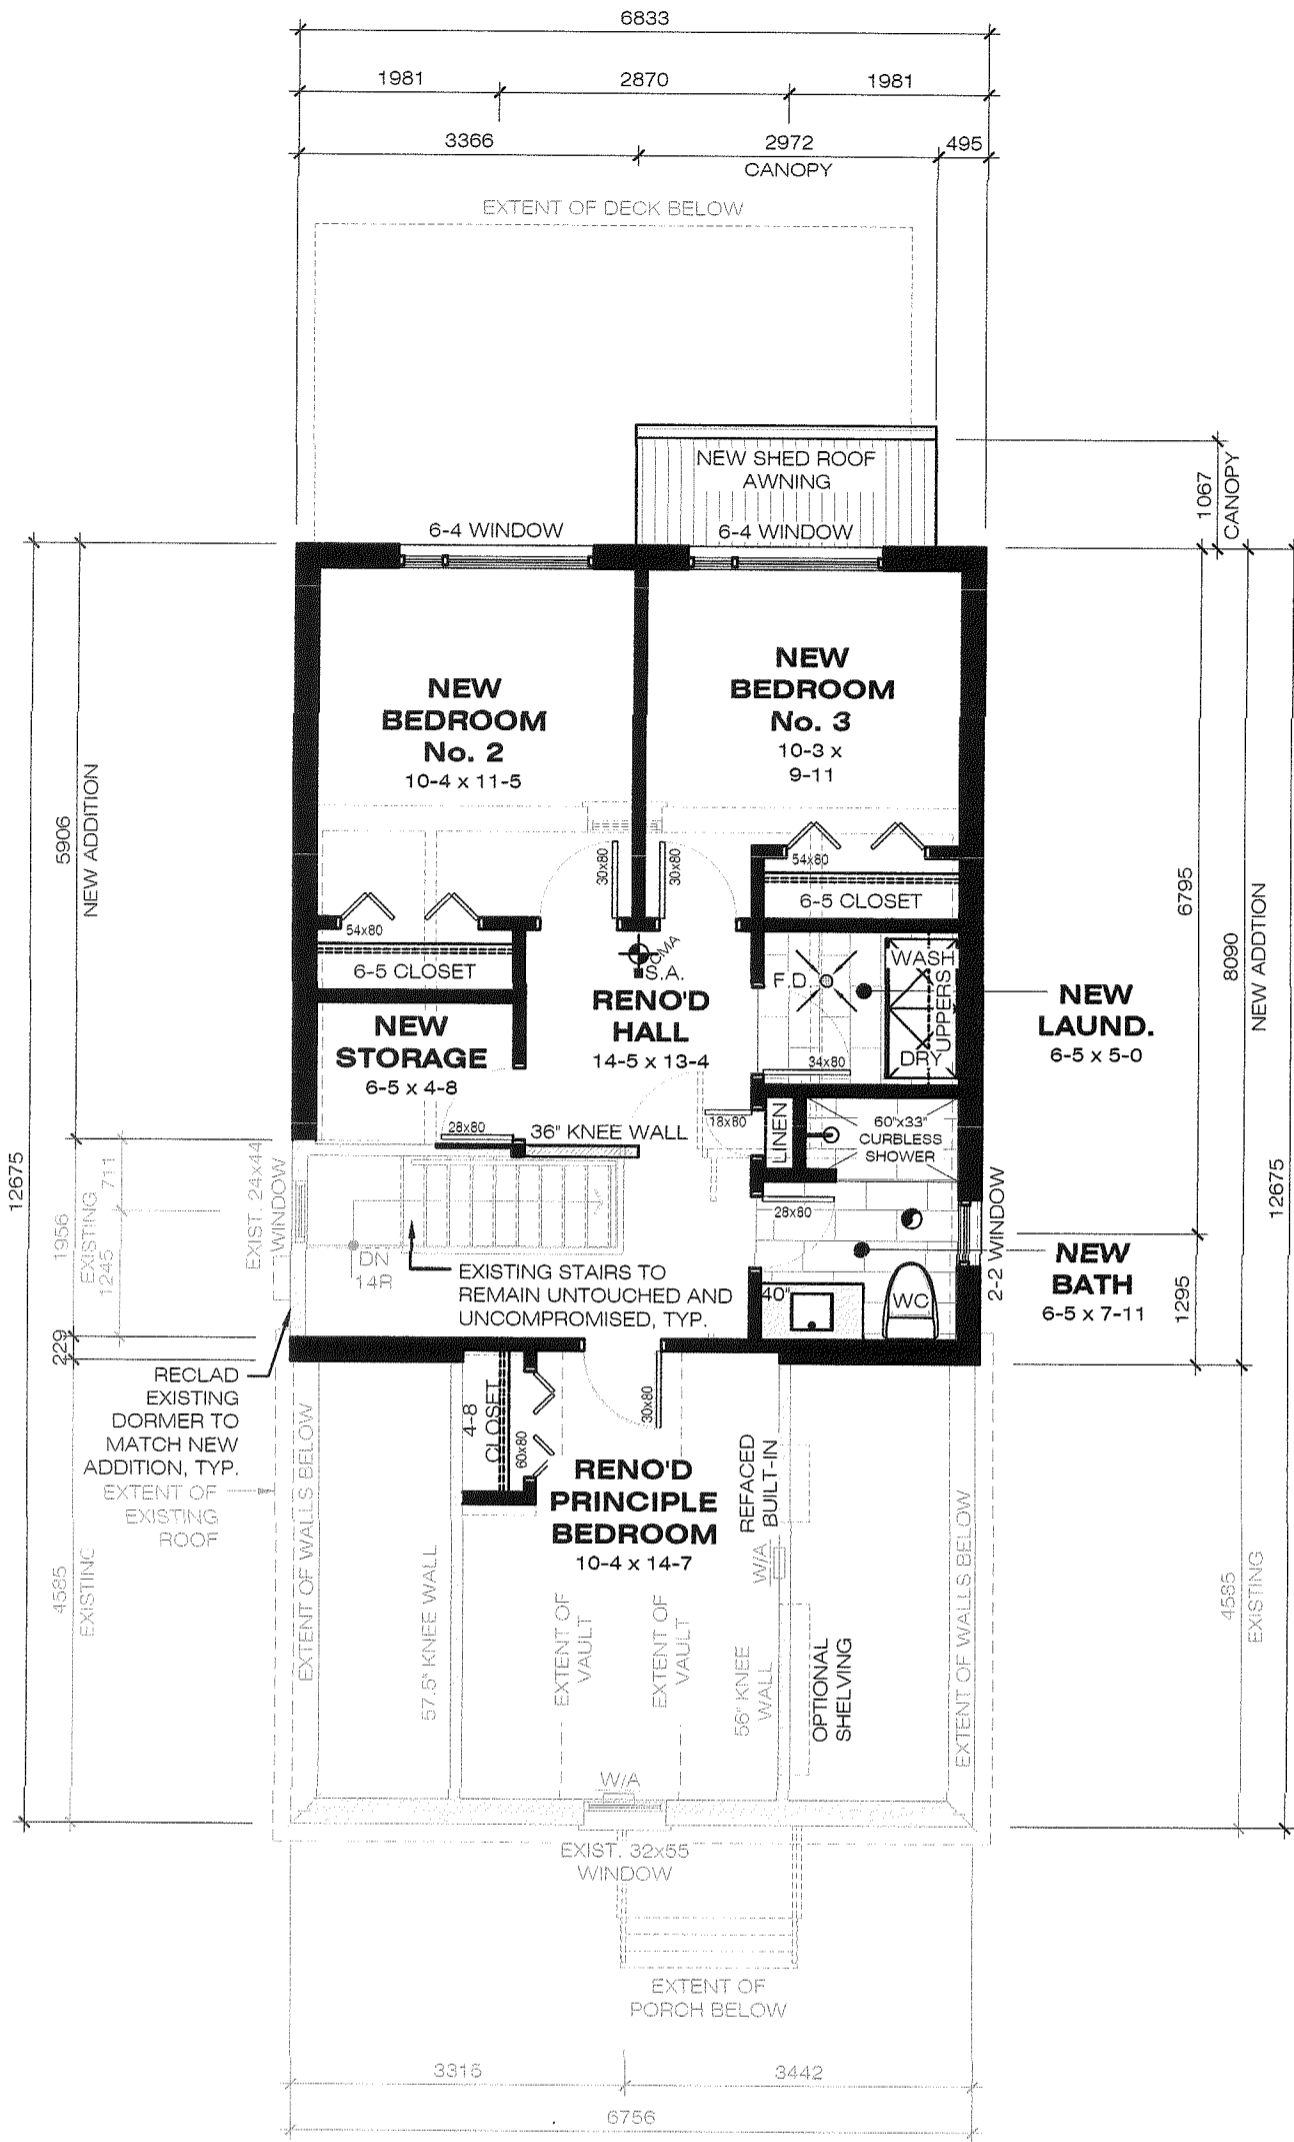 6833
1981
2870
1981
3366
2972
495
CANOPY
EXTENT OF DECK BELOW
NEW SHED ROOF
AWNING
1067
CANOPY
6-4 WINDOW
6-4 WINDOW
NEW
BEDROOM
No. 2
10-4 x 11-5
NEW
BEDROOM
No. 3
10-3 x
9-11
5906
NEW ADDITION
12675
30x80
30x80
54x80
6-5 CLOSET
54x80
6-5 CLOSET
6795
8090
NEW ADDTION
12675
CMA
S.A.
RENO'D
HALL
14-5 x 13-4
F.D.
WASH
UPPERS
DRY
34x80
NEW
LAUND.
6-5 x 5-0
NEW
STORAGE
6-5 x 4-8
28x80
36" KNEE WALL
18x80
LINEN
60"x33"
CURBLESS
SHOWER
711
1956
EXISTING
1245
229
EXIST. 24x44
WINDOW
DN
14R
EXISTING STAIRS TO
REMAIN UNTOUCHED AND
UNCOMPROMISED, TYP.
28x80
40"
WC
2-2 WINDOW
NEW
BATH
6-5 x 7-11
1295
RECLAD
EXISTING
DORMER TO
MATCH NEW
ADDITION, TYP.
EXTENT OF
EXISTING
ROOF
4585
EXISTING
EXTENT OF WALLS BELOW
57.5" KNEE WALL
4-8
CLOSET
60x80
30x80
RENO'D
PRINCIPLE
BEDROOM
10-4 x 14-7
REFACED
BUILT-IN
W/A
EXTENT OF
VAULT
EXTENT OF
VAULT
56" KNEE
WALL
OPTIONAL
SHELVING
EXTENT OF WALLS BELOW
4585
EXISTING
W/A
EXIST. 32x55
WINDOW
EXTENT OF
PORCH BELOW
3315
3442
6756